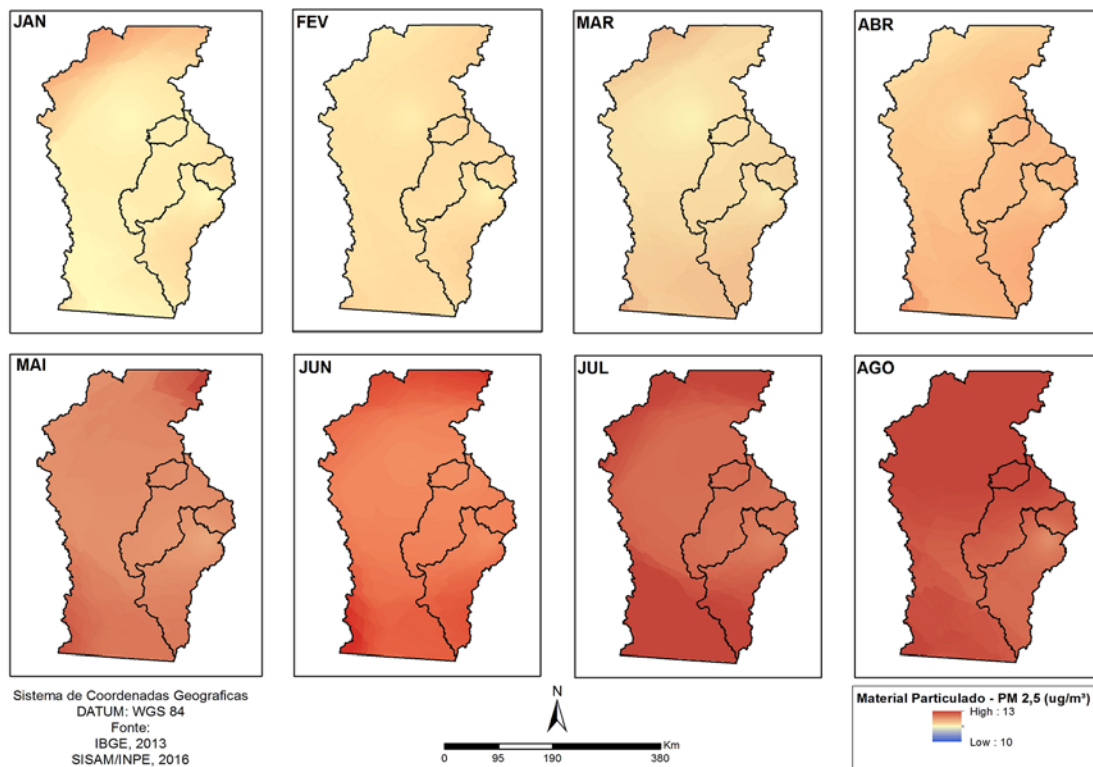 JAN
FEV
MAR
ABR
MAI
JUN
JUL
AGO
Sistema de Coordenadas Geograficas
DATUM: WGS 84
Fonte:
IBGE, 2013
SISAM/INPE, 2016
N
Km
0 95 190 380
Material Particulado - PM 2,5 (ug/m³)
High : 13
Low : 10